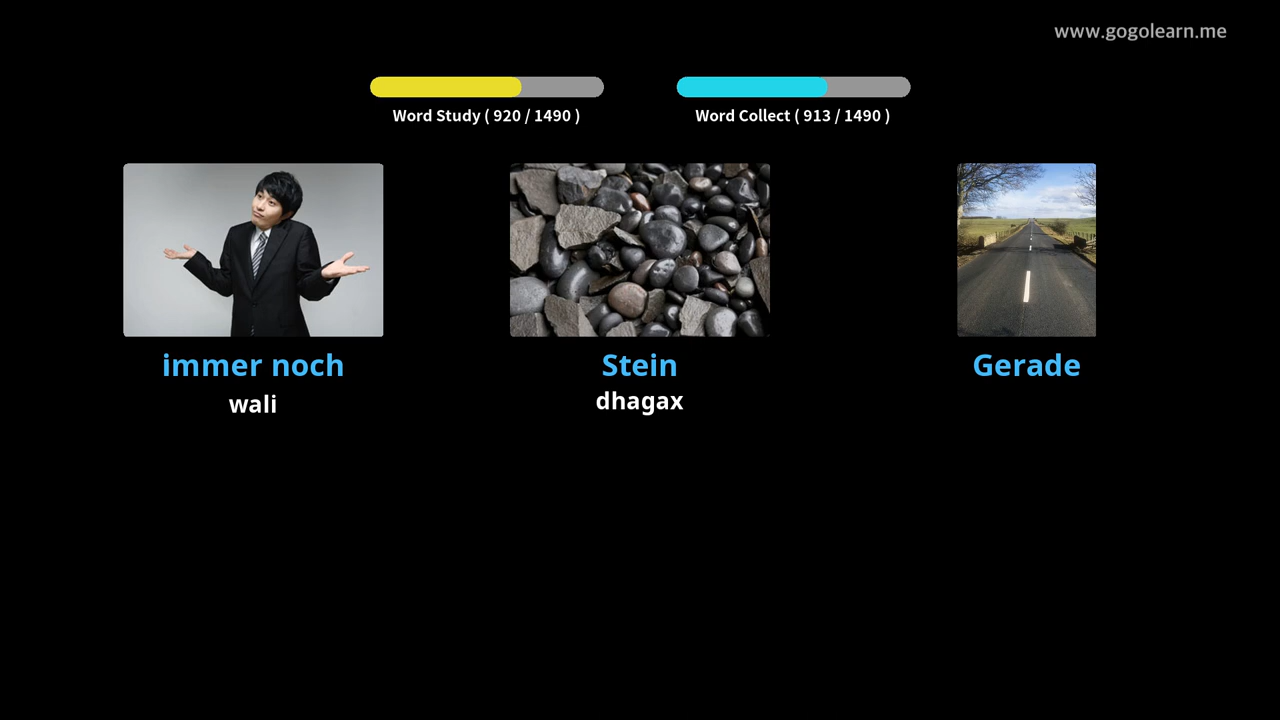 www.gogolearn.me
Word Study ( 920 / 1490 )
Word Collect ( 913 / 1490 )
immer noch
wali
Stein
dhagax
Gerade